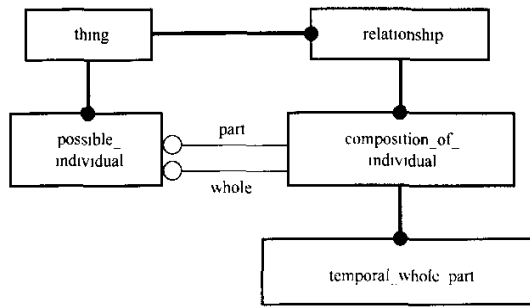 thing
relationship
possible_
individual
part
whole
composition_of_
individual
temporal_whole_part